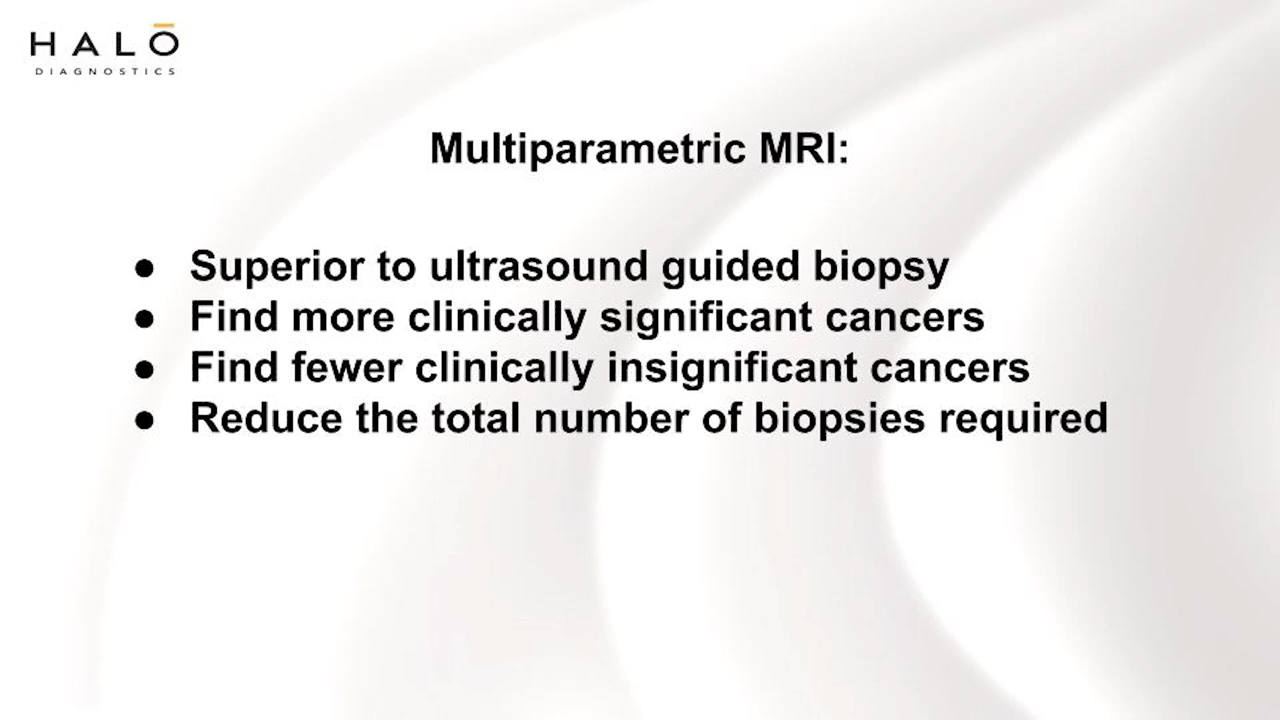 HALŌ
DIAGNOSTICS
Multiparametric MRI:
● Superior to ultrasound guided biopsy
● Find more clinically significant cancers
● Find fewer clinically insignificant cancers
● Reduce the total number of biopsies required